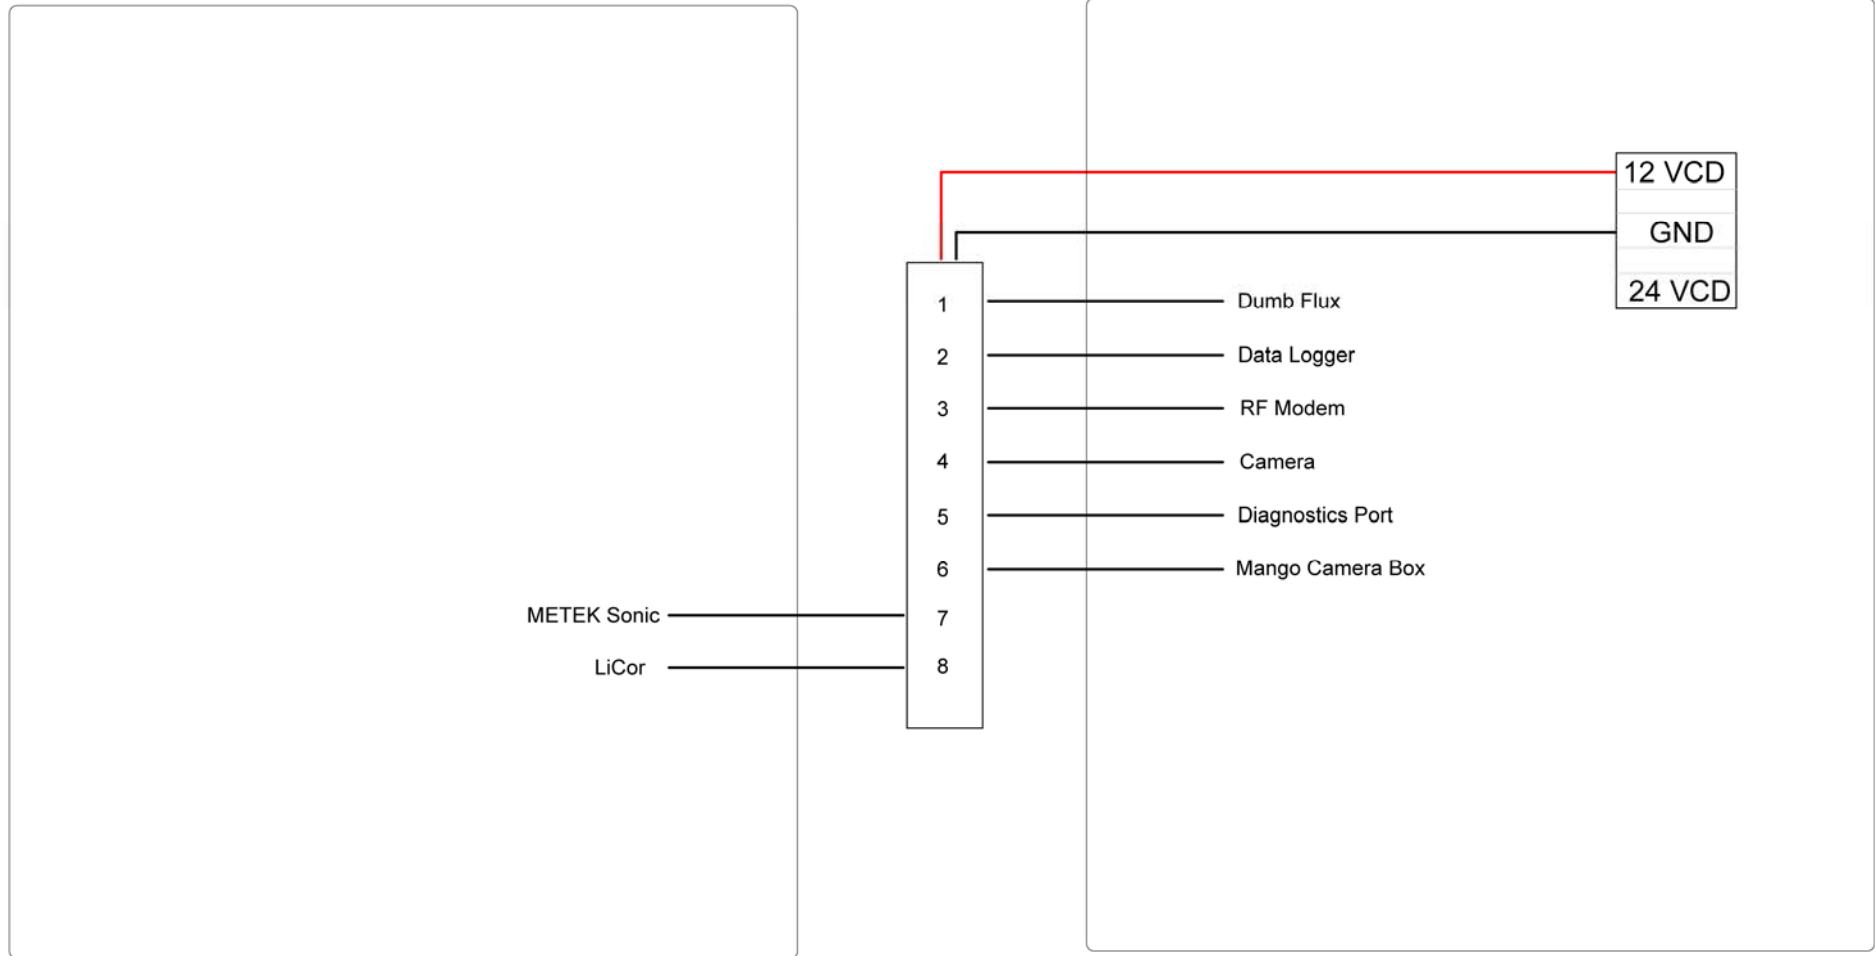 12 VCD
GND
24 VCD
1 Dumb Flux
2 Data Logger
3 RF Modem
4 Camera
5 Diagnostics Port
6 Mango Camera Box
METEK Sonic 7
LiCor 8